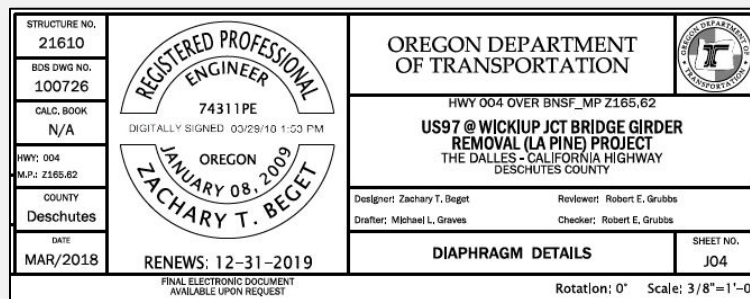 STRUCTURE NO.
21610
BDS DWG NO.
100726
CALC. BOOK
N/A
HWY: 004
M.P.: Z165.62
COUNTY
Deschutes
DATE
MAR/2018
REGISTERED PROFESSIONAL
ENGINEER
74311PE
DIGITALLY SIGNED 03/29/18 1:53 PM
OREGON
JANUARY 08, 2009
ZACHARY T. BEGET
RENEWS: 12-31-2019
FINAL ELECTRONIC DOCUMENT
AVAILABLE UPON REQUEST
OREGON DEPARTMENT
OF TRANSPORTATION
OREGON DEPARTMENT
OF TRANSPORTATION
HWY 004 OVER BNSF_MP Z165.62
US97 @ WICKIUP JCT BRIDGE GIRDER
REMOVAL (LA PINE) PROJECT
THE DALLES - CALIFORNIA HIGHWAY
DESCHUTES COUNTY
Designer: Zachary T. Beget Reviewer: Robert E. Grubbs
Drafter: Michael L. Graves Checker: Robert E. Grubbs
DIAPHRAGM DETAILS
SHEET NO.
J04
Rotation: 0° Scale: 3/8"=1'-0